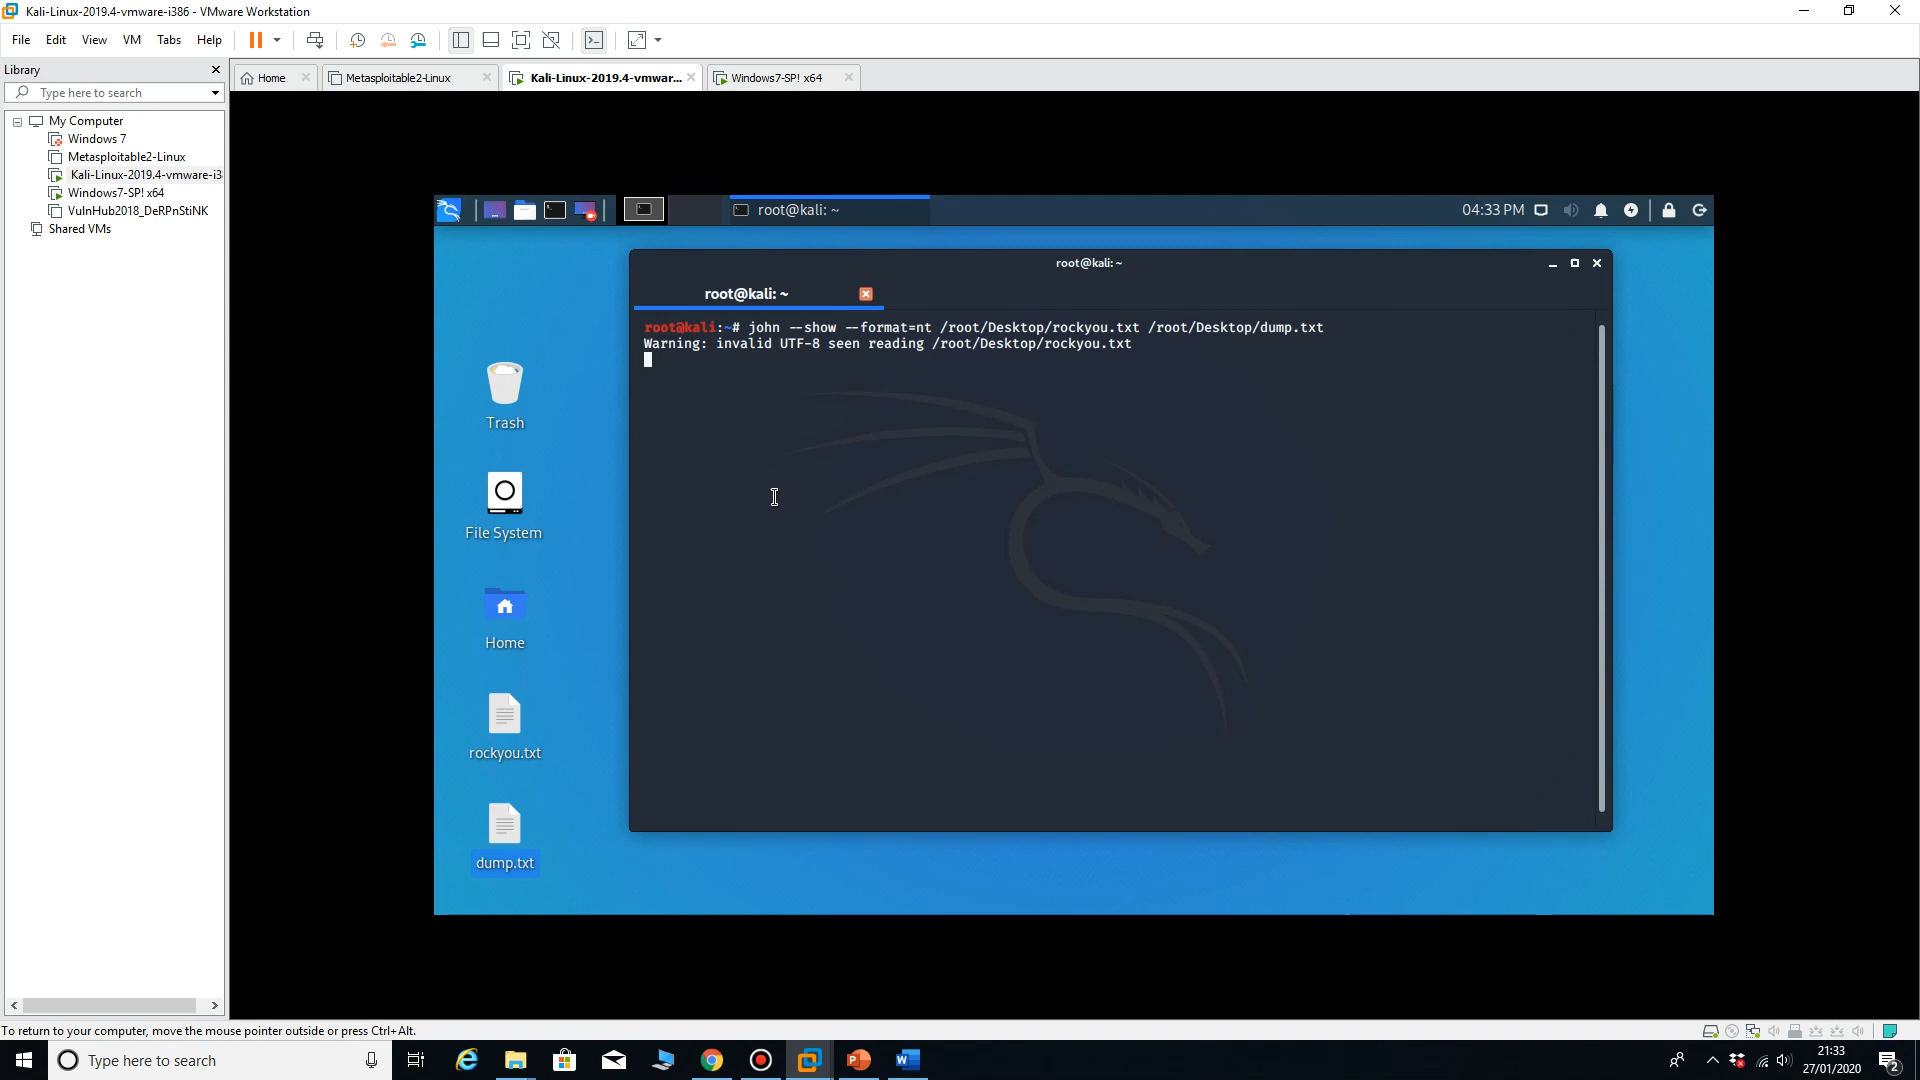 Kali-Linux-2019.4-vmware-i386 - VMware Workstation
File Edit View VM Tabs Help
Library
Type here to search
Home
Metasploitable2-Linux
Kali-Linux-2019.4-vmwar...
Windows7-SP! x64
My Computer
Windows 7
Metasploitable2-Linux
Kali-Linux-2019.4-vmware-i3
Windows7-SP! x64
VulnHub2018_DeRPnStiNK
Shared VMs
root@kali: ~
04:33 PM
root@kali: ~
root@kali: ~
root@kali:~# john --show --format=nt /root/Desktop/rockyou.txt /root/Desktop/dump.txt
Warning: invalid UTF-8 seen reading /root/Desktop/rockyou.txt
Trash
File System
Home
rockyou.txt
dump.txt
To return to your computer, move the mouse pointer outside or press Ctrl+Alt.
Type here to search
21:33
27/01/2020
2